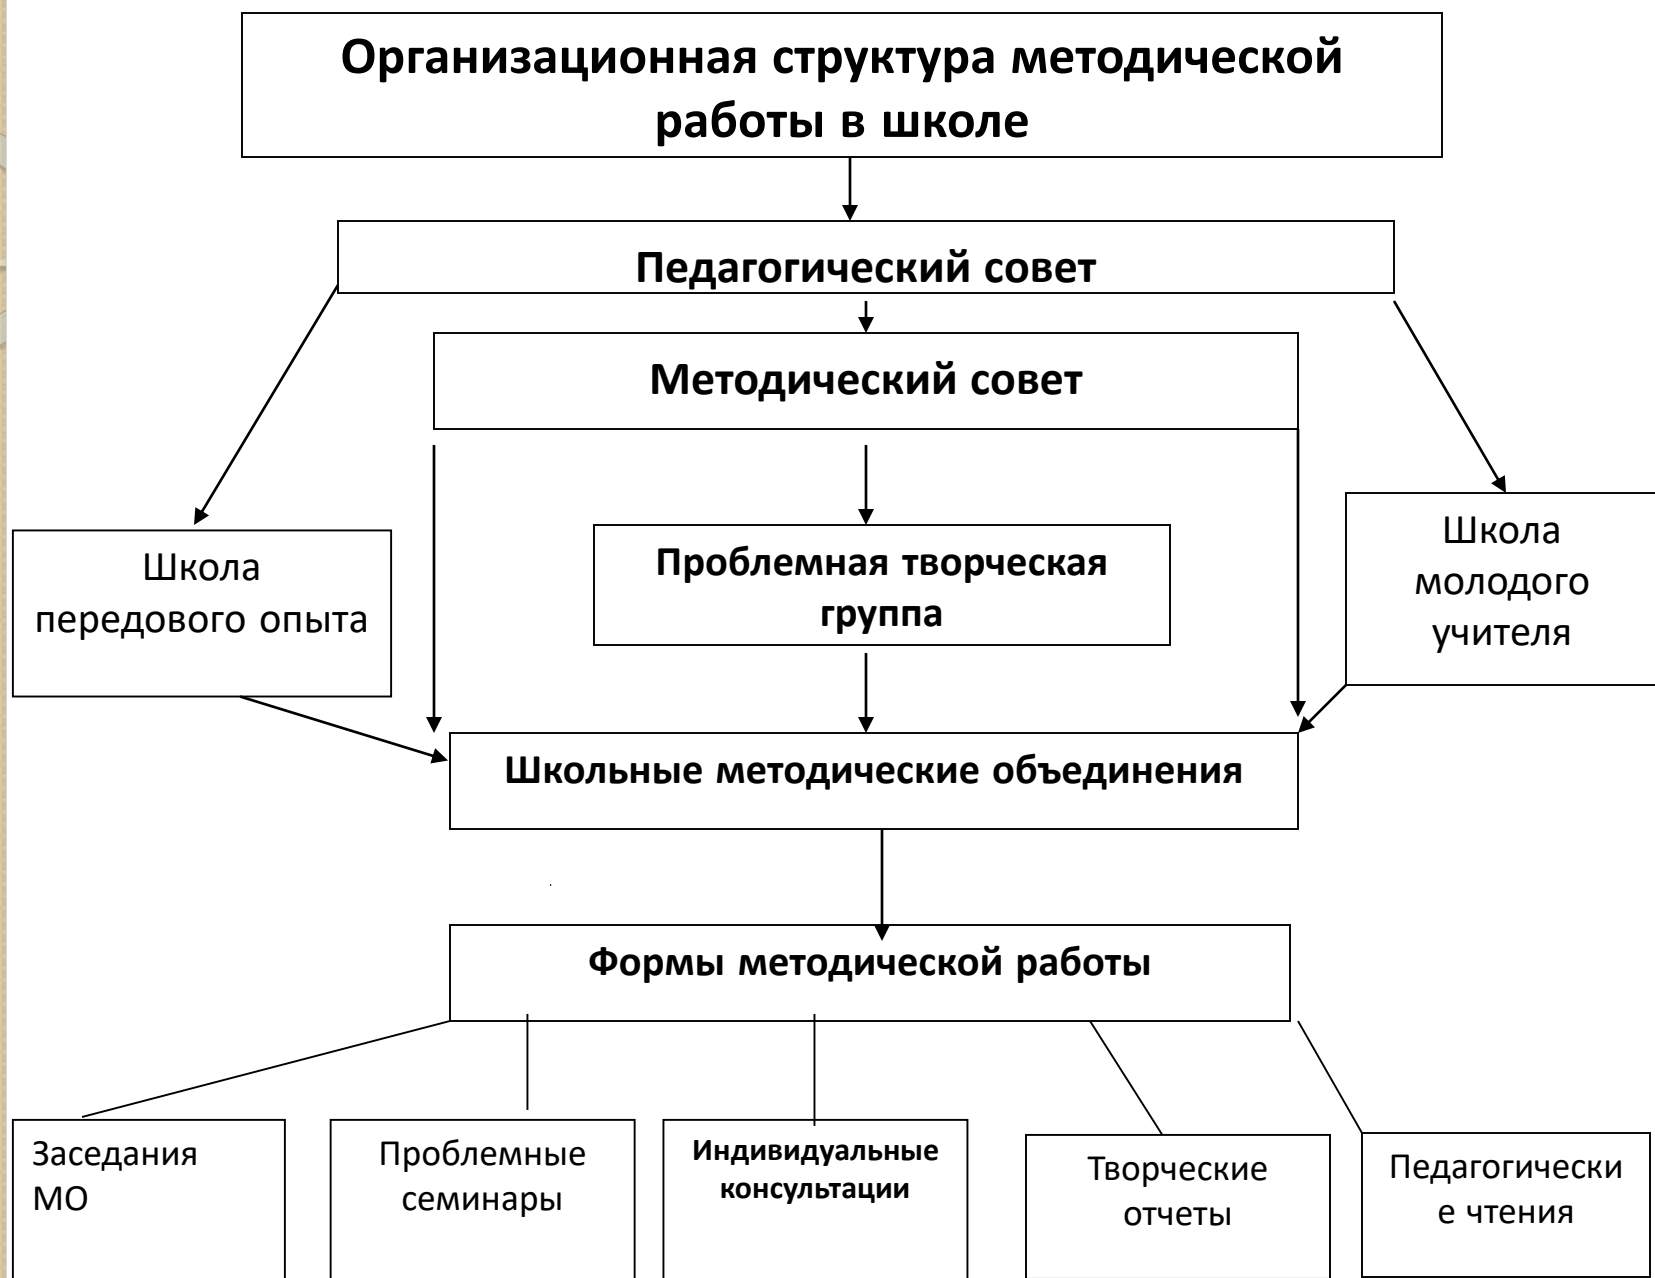 Организационная структура методической
работы в школе
Педагогический совет
Методический совет
Проблемная творческая
группа
Школа
передового опыта
Школа
молодого
учителя
Школьные методические объединения
Формы методической работы
Заседания
МО
Проблемные
семинары
Индивидуальные
консультации
Творческие
отчеты
Педагогически
е чтения